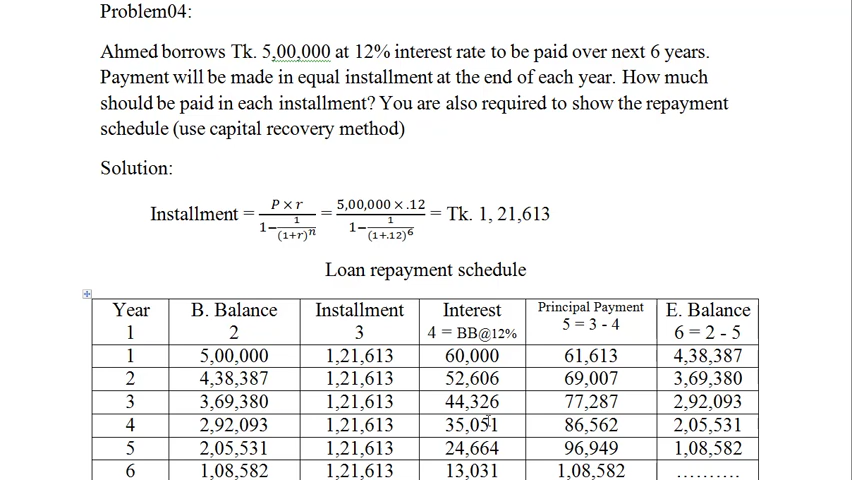 Problem04:
Ahmed borrows Tk. 5,00,000 at 12% interest rate to be paid over next 6 years.
Payment will be made in equal installment at the end of each year. How much
should be paid in each installment? You are also required to show the repayment
schedule (use capital recovery method)
Solution:
Installment = P × r / 1−1/(1+r)^n = 5,00,000 ×.12 / 1−1/(1+.12)^6 = Tk. 1, 21,613
Loan repayment schedule
Year B. Balance Installment Interest Principal Payment E. Balance
1 2 3 4 = BB@12% 5 = 3 - 4 6 = 2 - 5
1 5,00,000 1,21,613 60,000 61,613 4,38,387
2 4,38,387 1,21,613 52,606 69,007 3,69,380
3 3,69,380 1,21,613 44,326 77,287 2,92,093
4 2,92,093 1,21,613 35,051 86,562 2,05,531
5 2,05,531 1,21,613 24,664 96,949 1,08,582
6 1,08,582 1,21,613 13,031 1,08,582 ..........